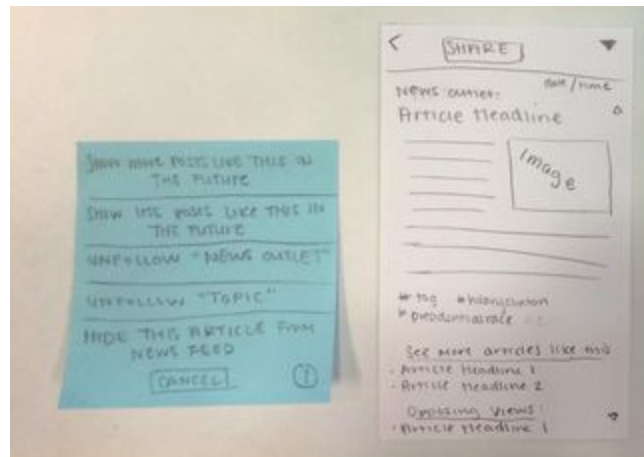 SHOW MORE POSTS LIKE THIS IN
THE FUTURE
SHOW LESS POSTS LIKE THIS IN
THE FUTURE
UNFOLLOW "NEWS OUTLET"
UNFOLLOW "TOPIC"
HIDE THIS ARTICLE FROM
NEWS FEED
CANCEL
<
SHARE
Date/Time
News outlet:
Article Headline
Image
# tag #hilaryclinton
#
See more articles like this
- Article Headline 1
- Article Headline 2
Opposing Views:
- Article Headline 1